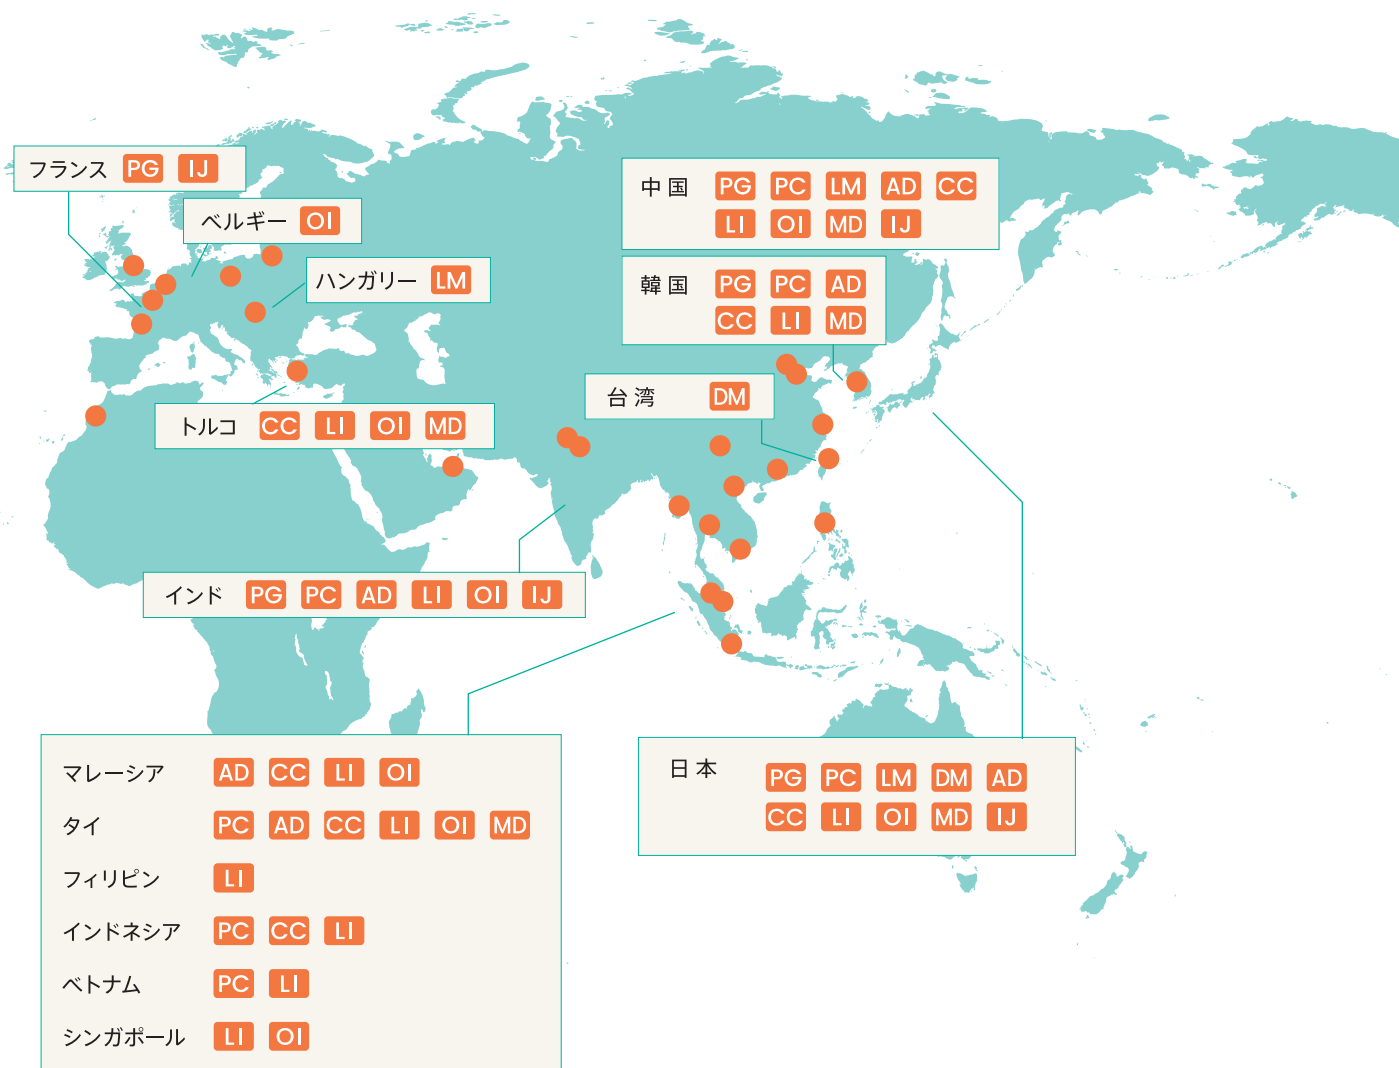 フランス PG IJ
ベルギー OI
ハンガリー LM
トルコ CC LI OI MD
中国 PG PC LM AD CC
LI OI MD IJ
韓国 PG PC AD
CC LI MD
台湾 DM
インド PG PC AD LI OI IJ
マレーシア AD CC LI OI
タイ PC AD CC LI OI MD
フィリピン LI
インドネシア PC CC LI
ベトナム PC LI
シンガポール LI OI
日本 PG PC LM DM AD
CC LI OI MD IJ